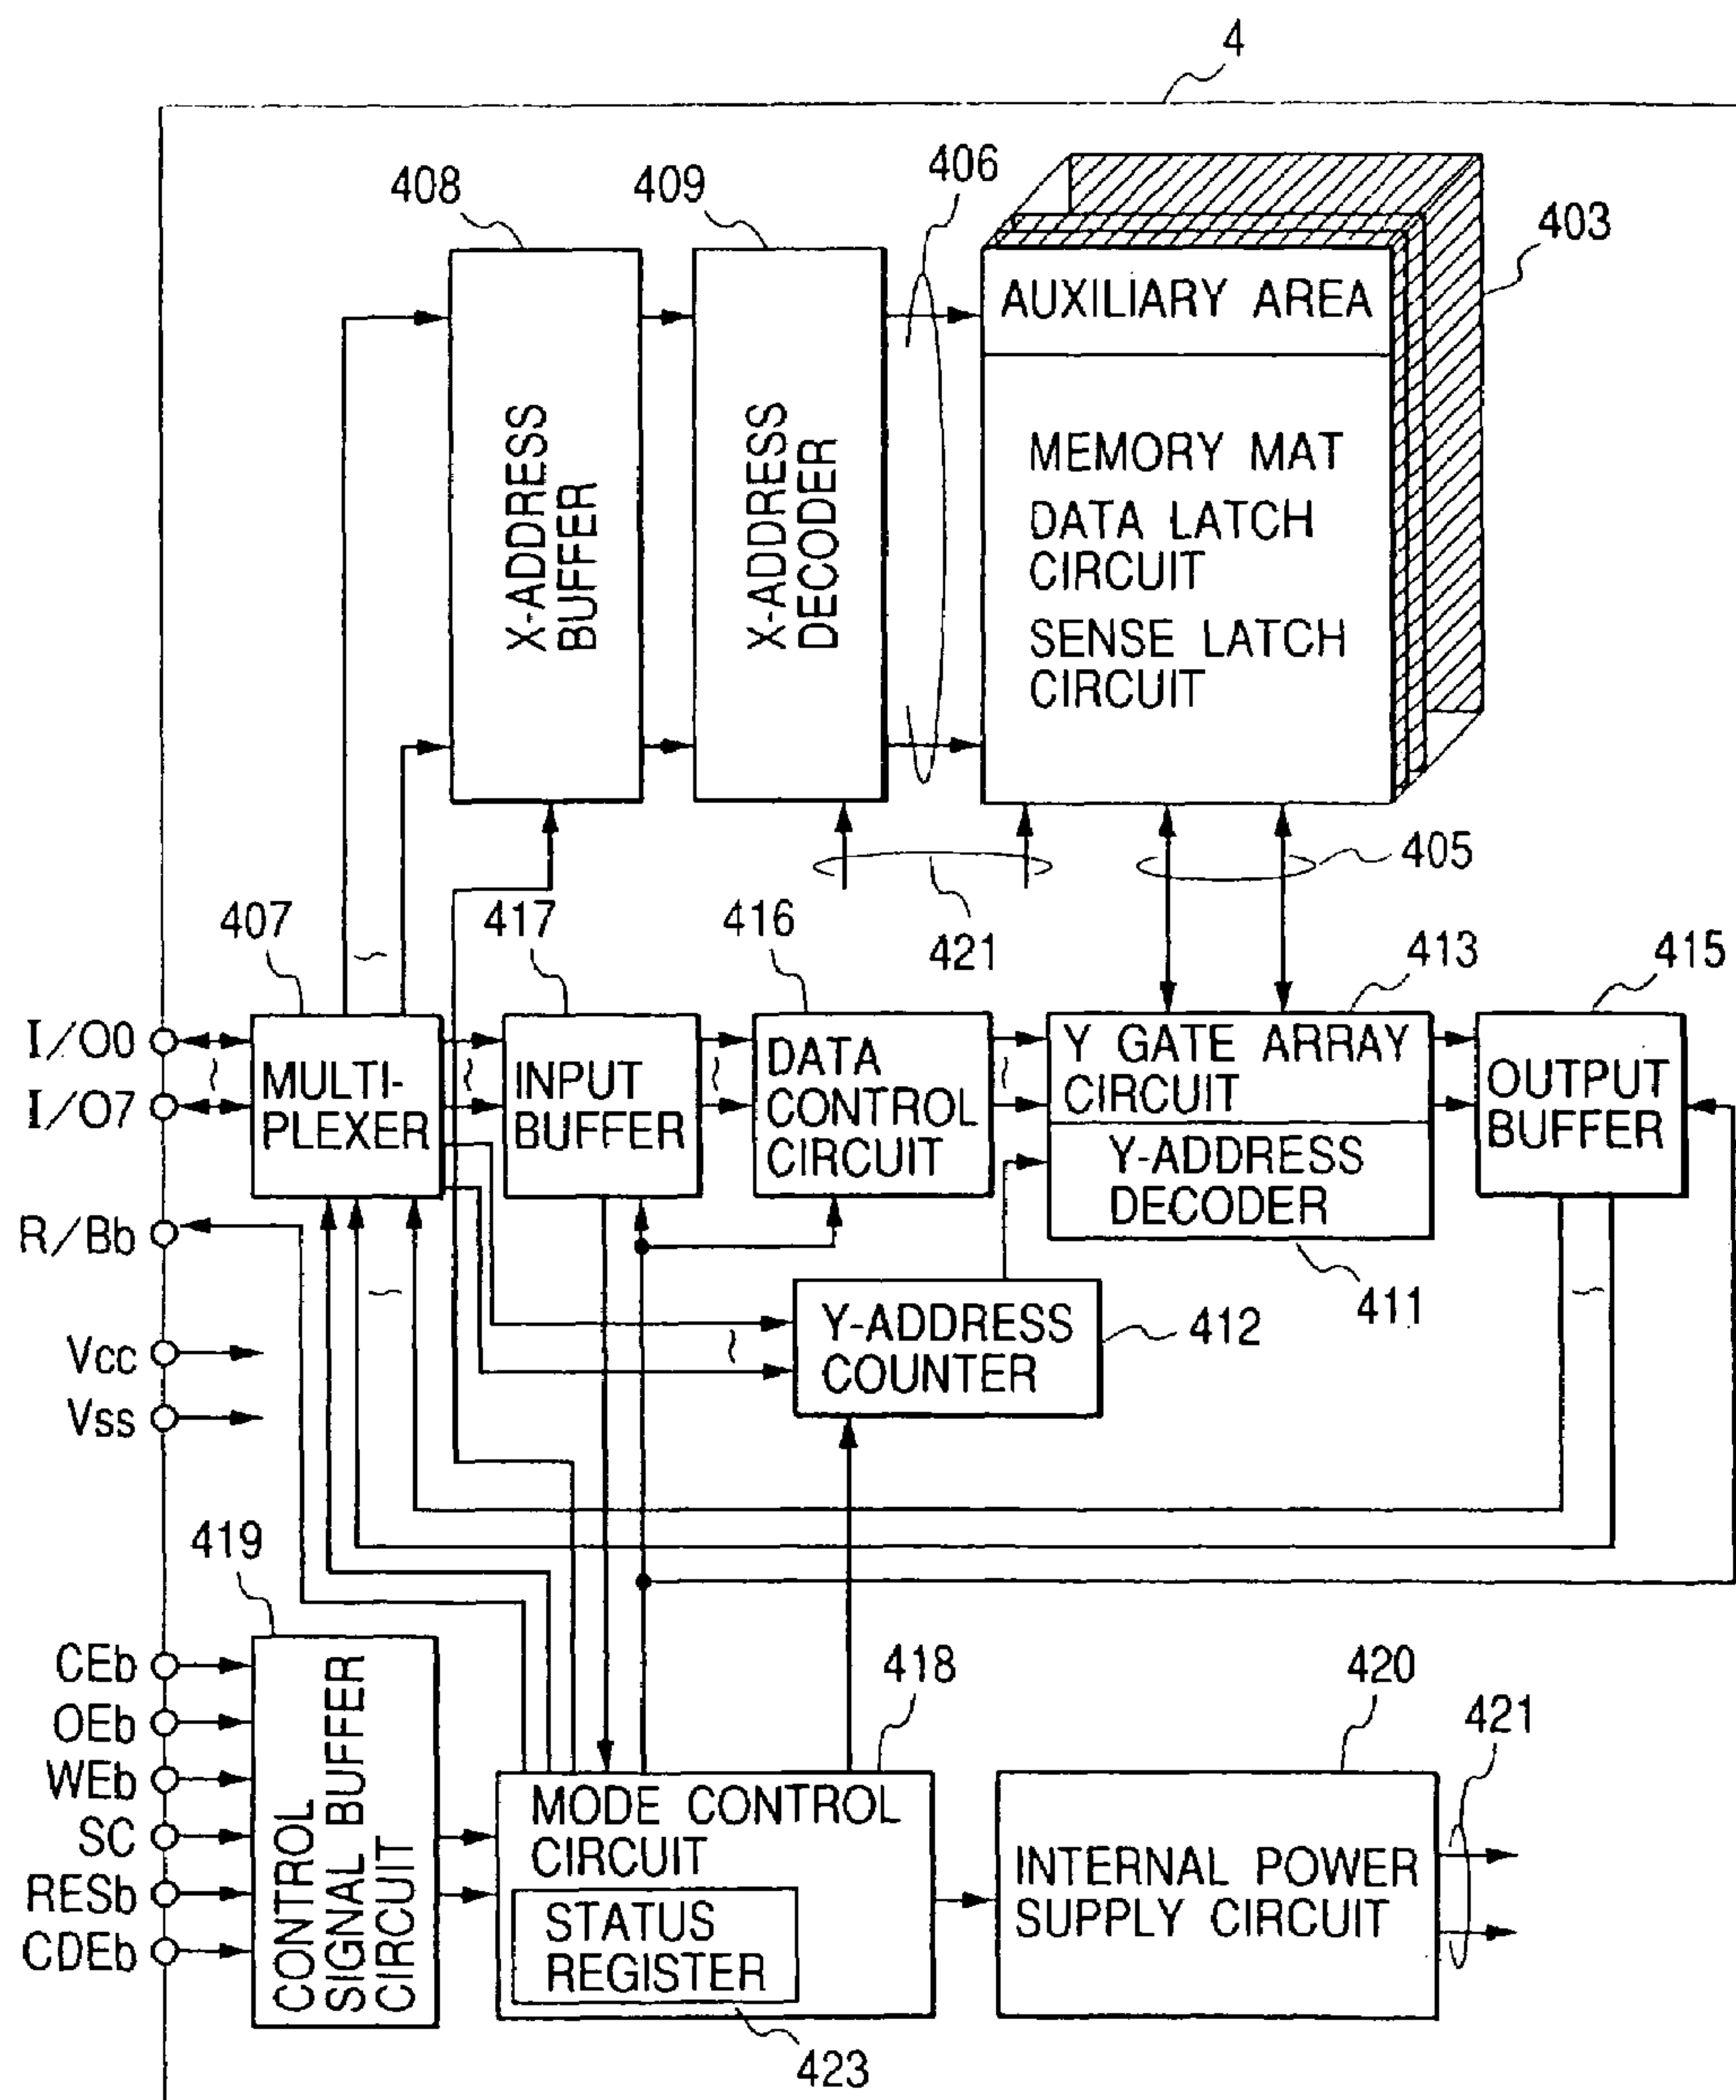 4
408
409
406
403
X-ADDRESS
BUFFER
X-ADDRESS
DECODER
AUXILIARY AREA
MEMORY MAT
DATA LATCH
CIRCUIT
SENSE LATCH
CIRCUIT
405
421
407
417
416
413
415
I/O0
I/O7
MULTI-
PLEXER
INPUT
BUFFER
DATA
CONTROL
CIRCUIT
Y GATE ARRAY
CIRCUIT
Y-ADDRESS
DECODER
OUTPUT
BUFFER
R/Bb
411
Y-ADDRESS
COUNTER
412
Vcc
Vss
419
CEb
OEb
WEb
SC
RESb
CDEb
CONTROL
SIGNAL BUFFER
CIRCUIT
418
MODE CONTROL
CIRCUIT
STATUS
REGISTER
423
420
INTERNAL POWER
SUPPLY CIRCUIT
421